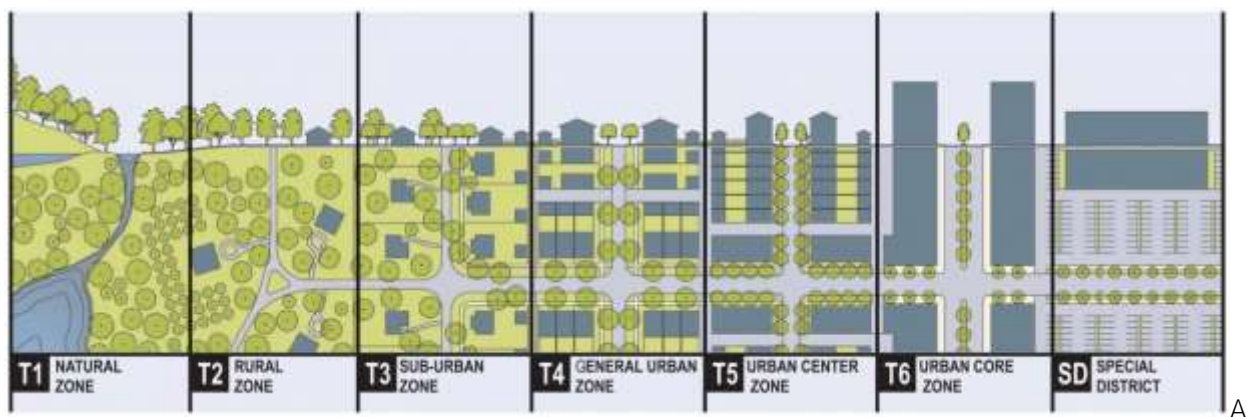 T1 NATURAL
ZONE
T2 RURAL
ZONE
T3 SUB-URBAN
ZONE
T4 GENERAL URBAN
ZONE
T5 URBAN CENTER
ZONE
T6 URBAN CORE
ZONE
SD SPECIAL
DISTRICT
A